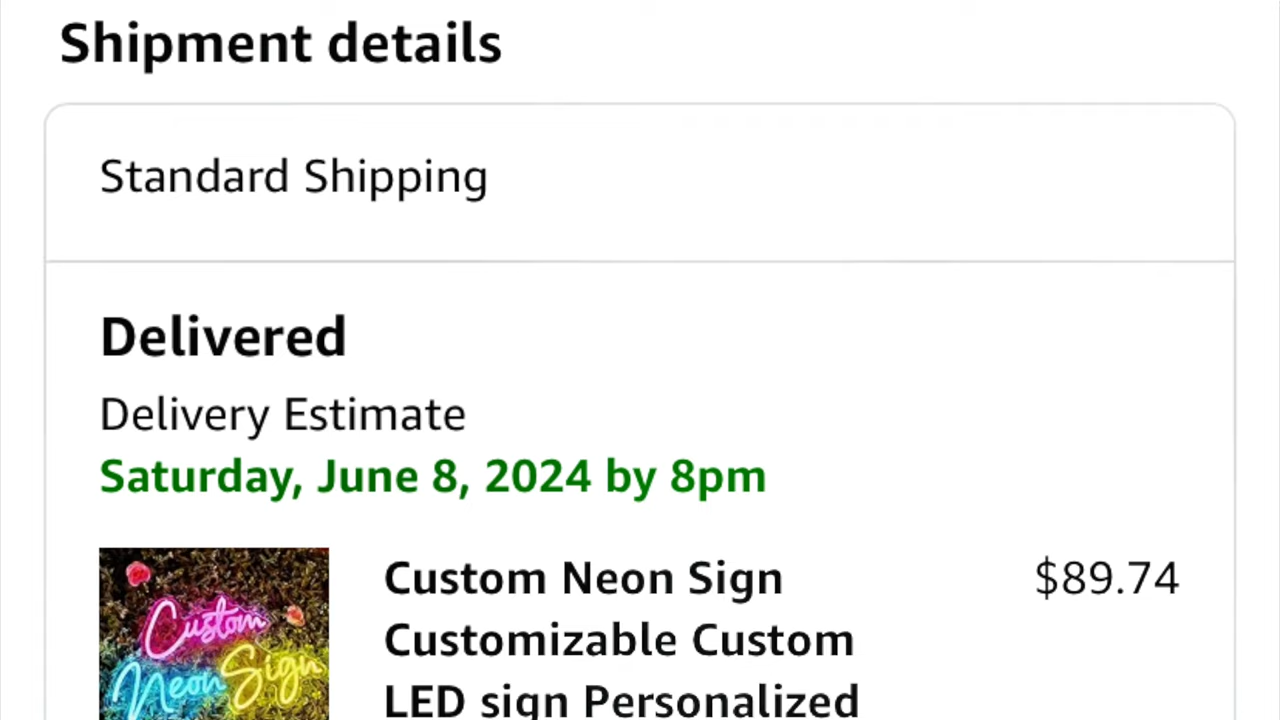 Shipment details
Standard Shipping
Delivered
Delivery Estimate
Saturday, June 8, 2024 by 8pm
Custom Neon Sign $89.74
Customizable Custom
LED sign Personalized
Custom
Neon Sign